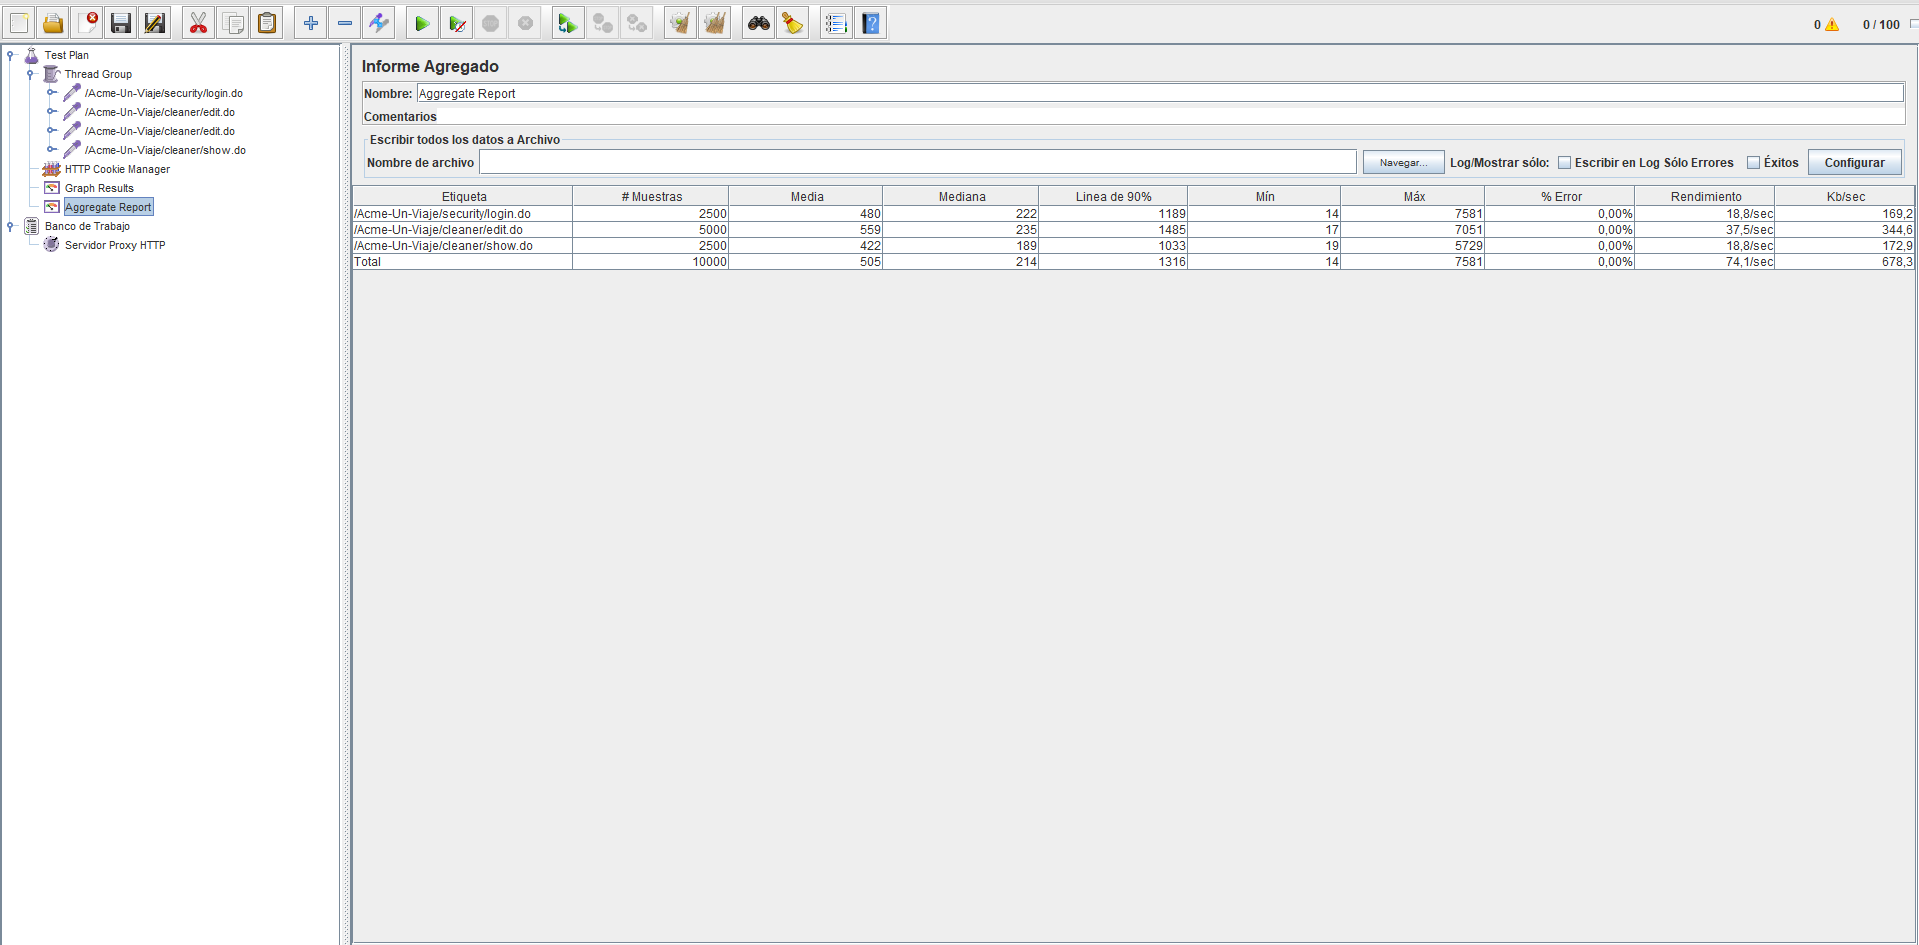 0 0 / 100
Test Plan
Thread Group
/Acme-Un-Viaje/security/login.do
/Acme-Un-Viaje/cleaner/edit.do
/Acme-Un-Viaje/cleaner/edit.do
/Acme-Un-Viaje/cleaner/show.do
HTTP Cookie Manager
Graph Results
Aggregate Report
Banco de Trabajo
Servidor Proxy HTTP
Informe Agregado
Nombre: Aggregate Report
Comentarios
Escribir todos los datos a Archivo
Nombre de archivo Navegar... Log/Mostrar sólo: Escribir en Log Sólo Errores Éxitos Configurar
Etiqueta # Muestras Media Mediana Linea de 90% Mín Máx % Error Rendimiento Kb/sec
/Acme-Un-Viaje/security/login.do 2500 480 222 1189 14 7581 0,00% 18,8/sec 169,2
/Acme-Un-Viaje/cleaner/edit.do 5000 559 235 1485 17 7051 0,00% 37,5/sec 344,6
/Acme-Un-Viaje/cleaner/show.do 2500 422 189 1033 19 5729 0,00% 18,8/sec 172,9
Total 10000 505 214 1316 14 7581 0,00% 74,1/sec 678,3